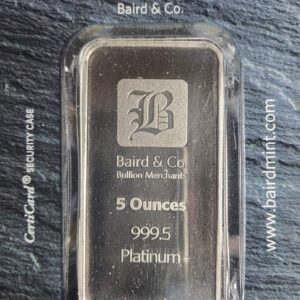 Baird & Co.
CertiCard® SECURITY CASE
B
Baird & Co
Bullion Merchants
5 Ounces
999.5
Platinum
www.bairdmint.com